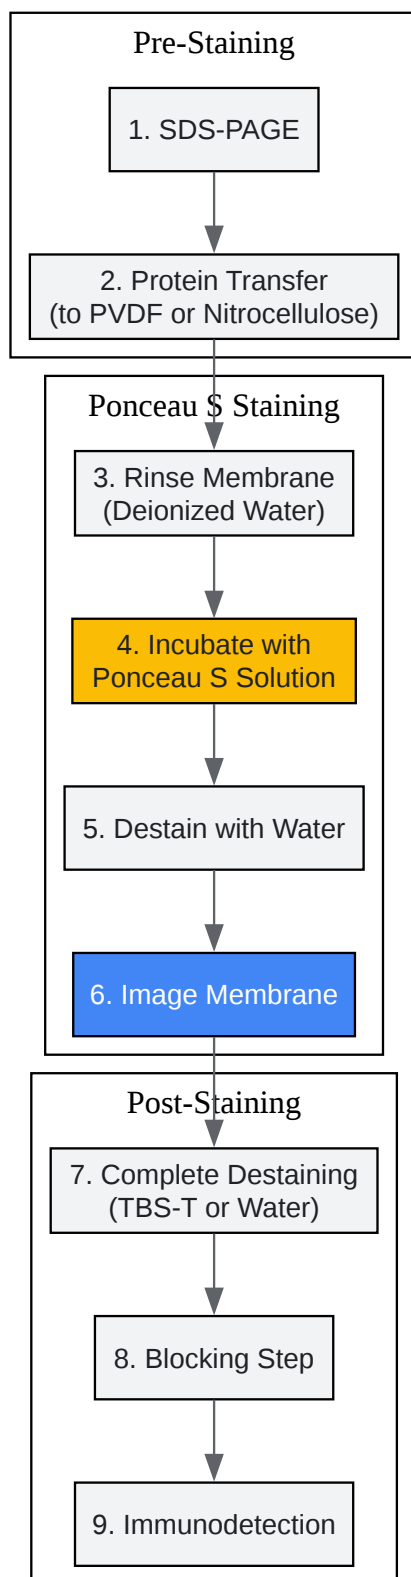 Pre-Staining
1. SDS-PAGE
2. Protein Transfer
(to PVDF or Nitrocellulose)
Ponceau S Staining
3. Rinse Membrane
(Deionized Water)
4. Incubate with
Ponceau S Solution
5. Destain with Water
6. Image Membrane
Post-Staining
7. Complete Destaining
(TBS-T or Water)
8. Blocking Step
9. Immunodetection